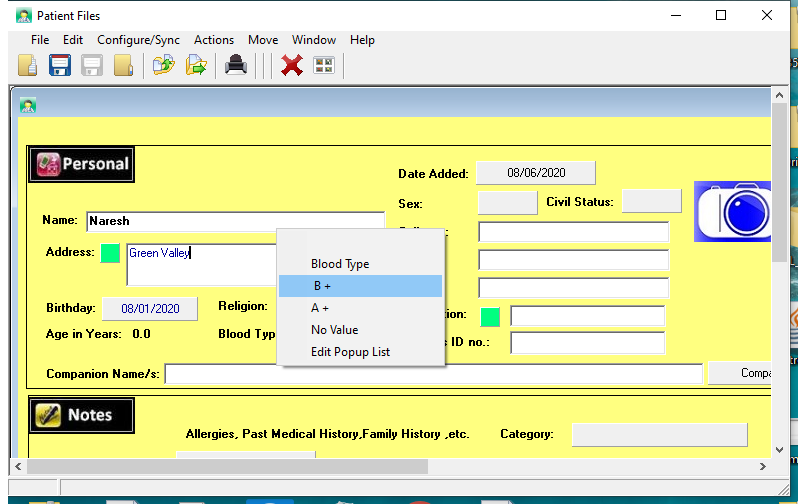 Patient Files
File Edit Configure/Sync Actions Move Window Help
Personal
Date Added: 08/06/2020
Sex: Civil Status:
Name: Naresh
Address: Green Valley
Blood Type
B +
A +
No Value
Edit Popup List
Birthday: 08/01/2020 Religion:
ID no.:
Age in Years: 0.0 Blood Typ
Companion Name/s: Compa
Notes
Allergies, Past Medical History,Family History ,etc. Category: